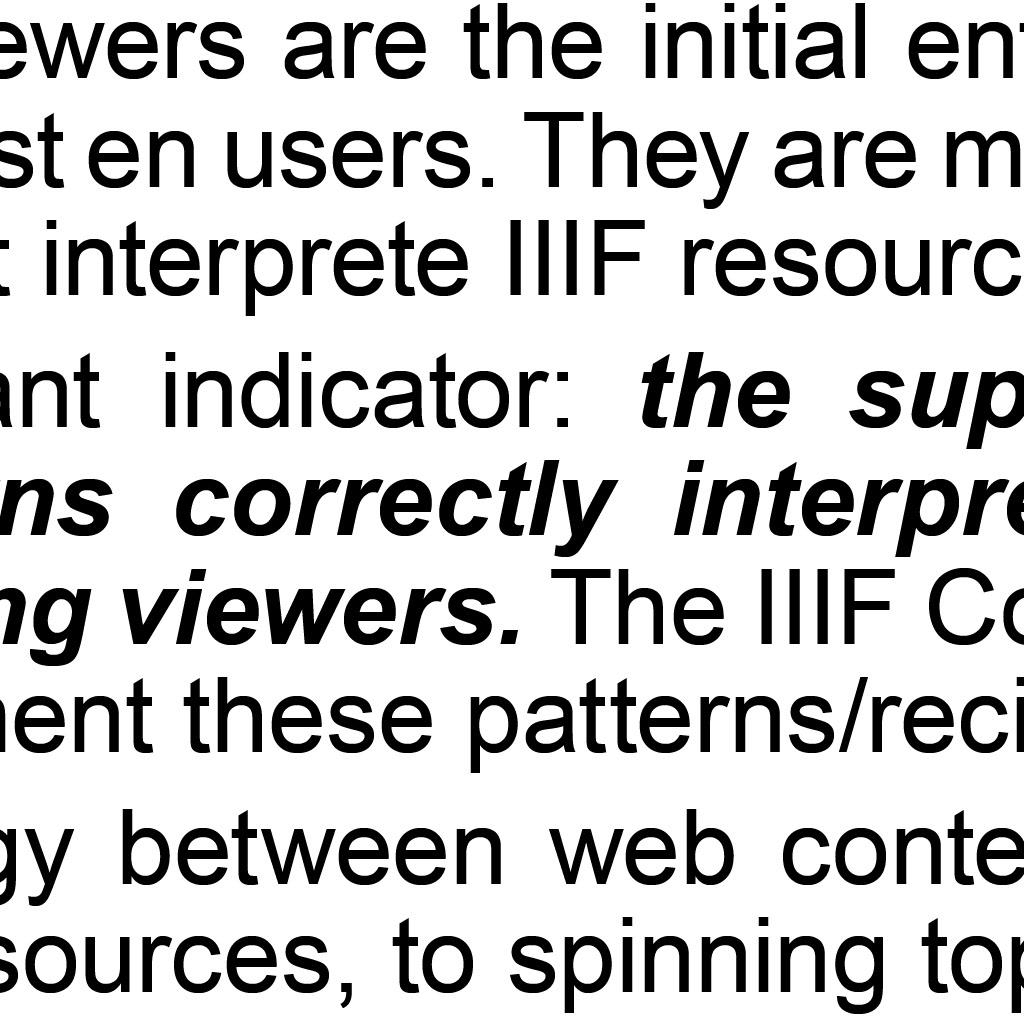 ewers are the initial ent
st en users. They are m
t interprete IIIF resourc
ant indicator: the sup
ns correctly interpre
ng viewers. The IIIF Co
ent these patterns/reci
gy between web conte
sources, to spinning top